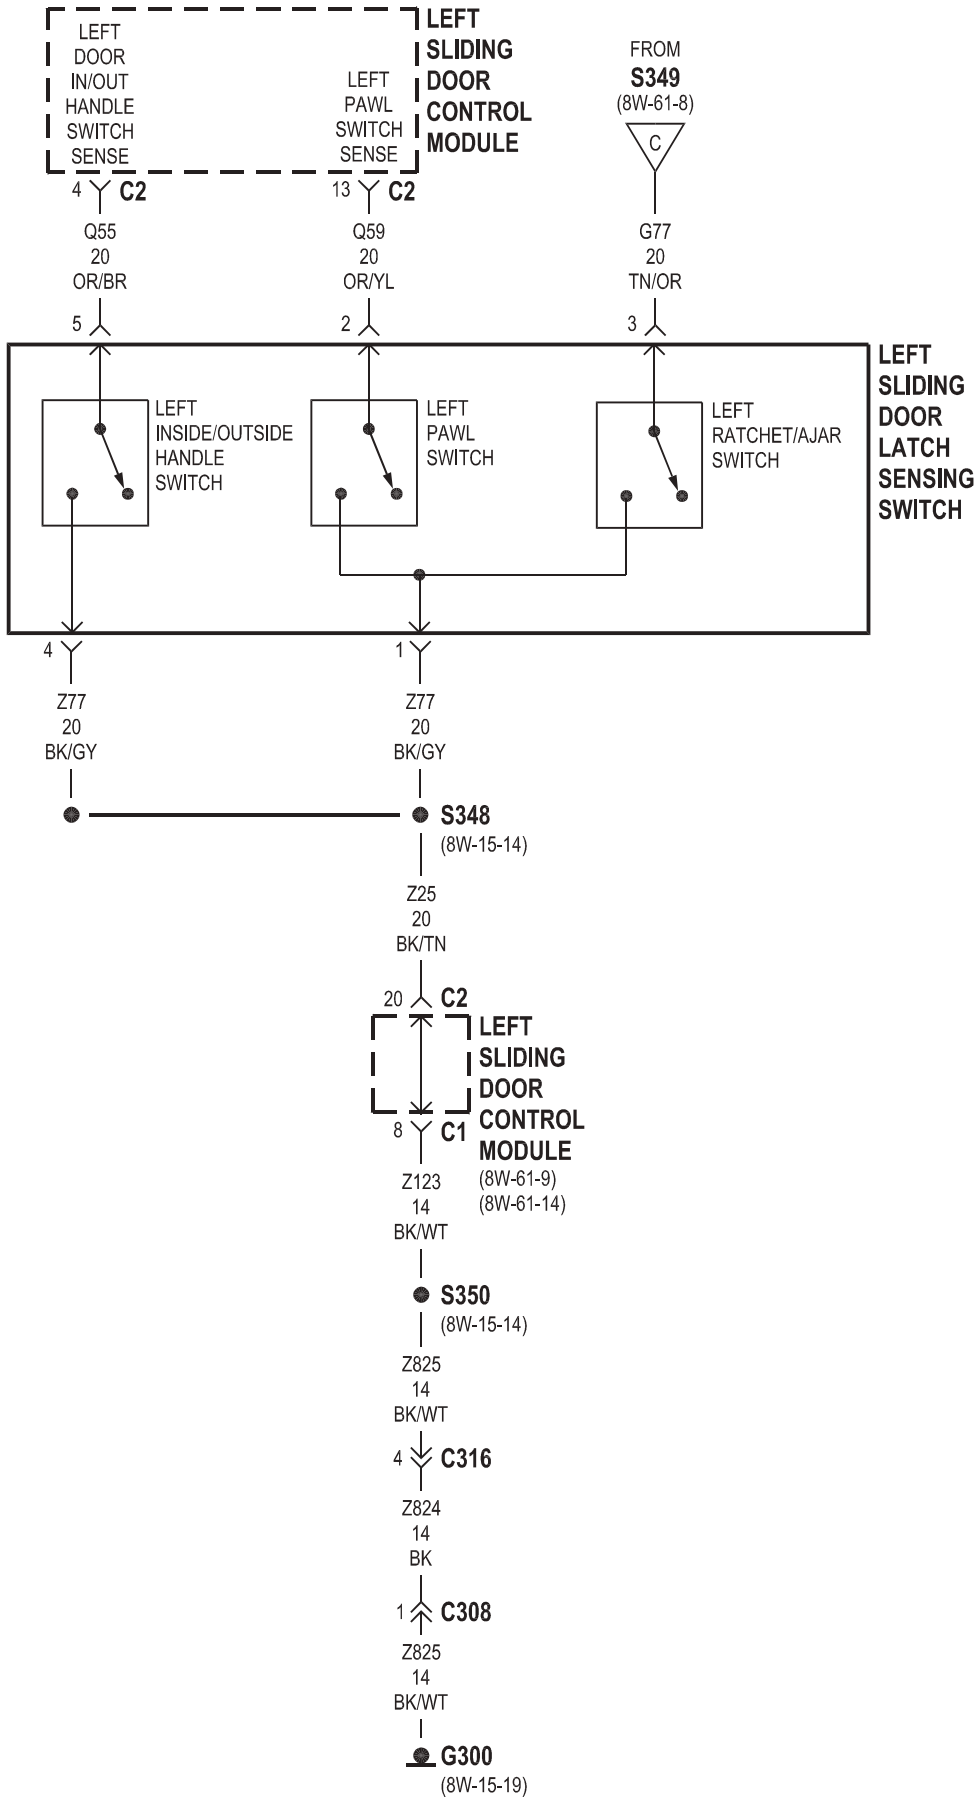 LEFT
DOOR
IN/OUT
HANDLE
SWITCH
SENSE
LEFT
PAWL
SWITCH
SENSE
LEFT
SLIDING
DOOR
CONTROL
MODULE
FROM
S349
(8W-61-8)
C
4 C2
13 C2
Q55
20
OR/BR
Q59
20
OR/YL
G77
20
TN/OR
5
2
3
LEFT
INSIDE/OUTSIDE
HANDLE
SWITCH
LEFT
PAWL
SWITCH
LEFT
RATCHET/AJAR
SWITCH
LEFT
SLIDING
DOOR
LATCH
SENSING
SWITCH
4
1
Z77
20
BK/GY
Z77
20
BK/GY
S348
(8W-15-14)
Z25
20
BK/TN
20 C2
LEFT
SLIDING
DOOR
CONTROL
MODULE
(8W-61-9)
(8W-61-14)
8 C1
Z123
14
BK/WT
S350
(8W-15-14)
Z825
14
BK/WT
4 C316
Z824
14
BK
1 C308
Z825
14
BK/WT
G300
(8W-15-19)